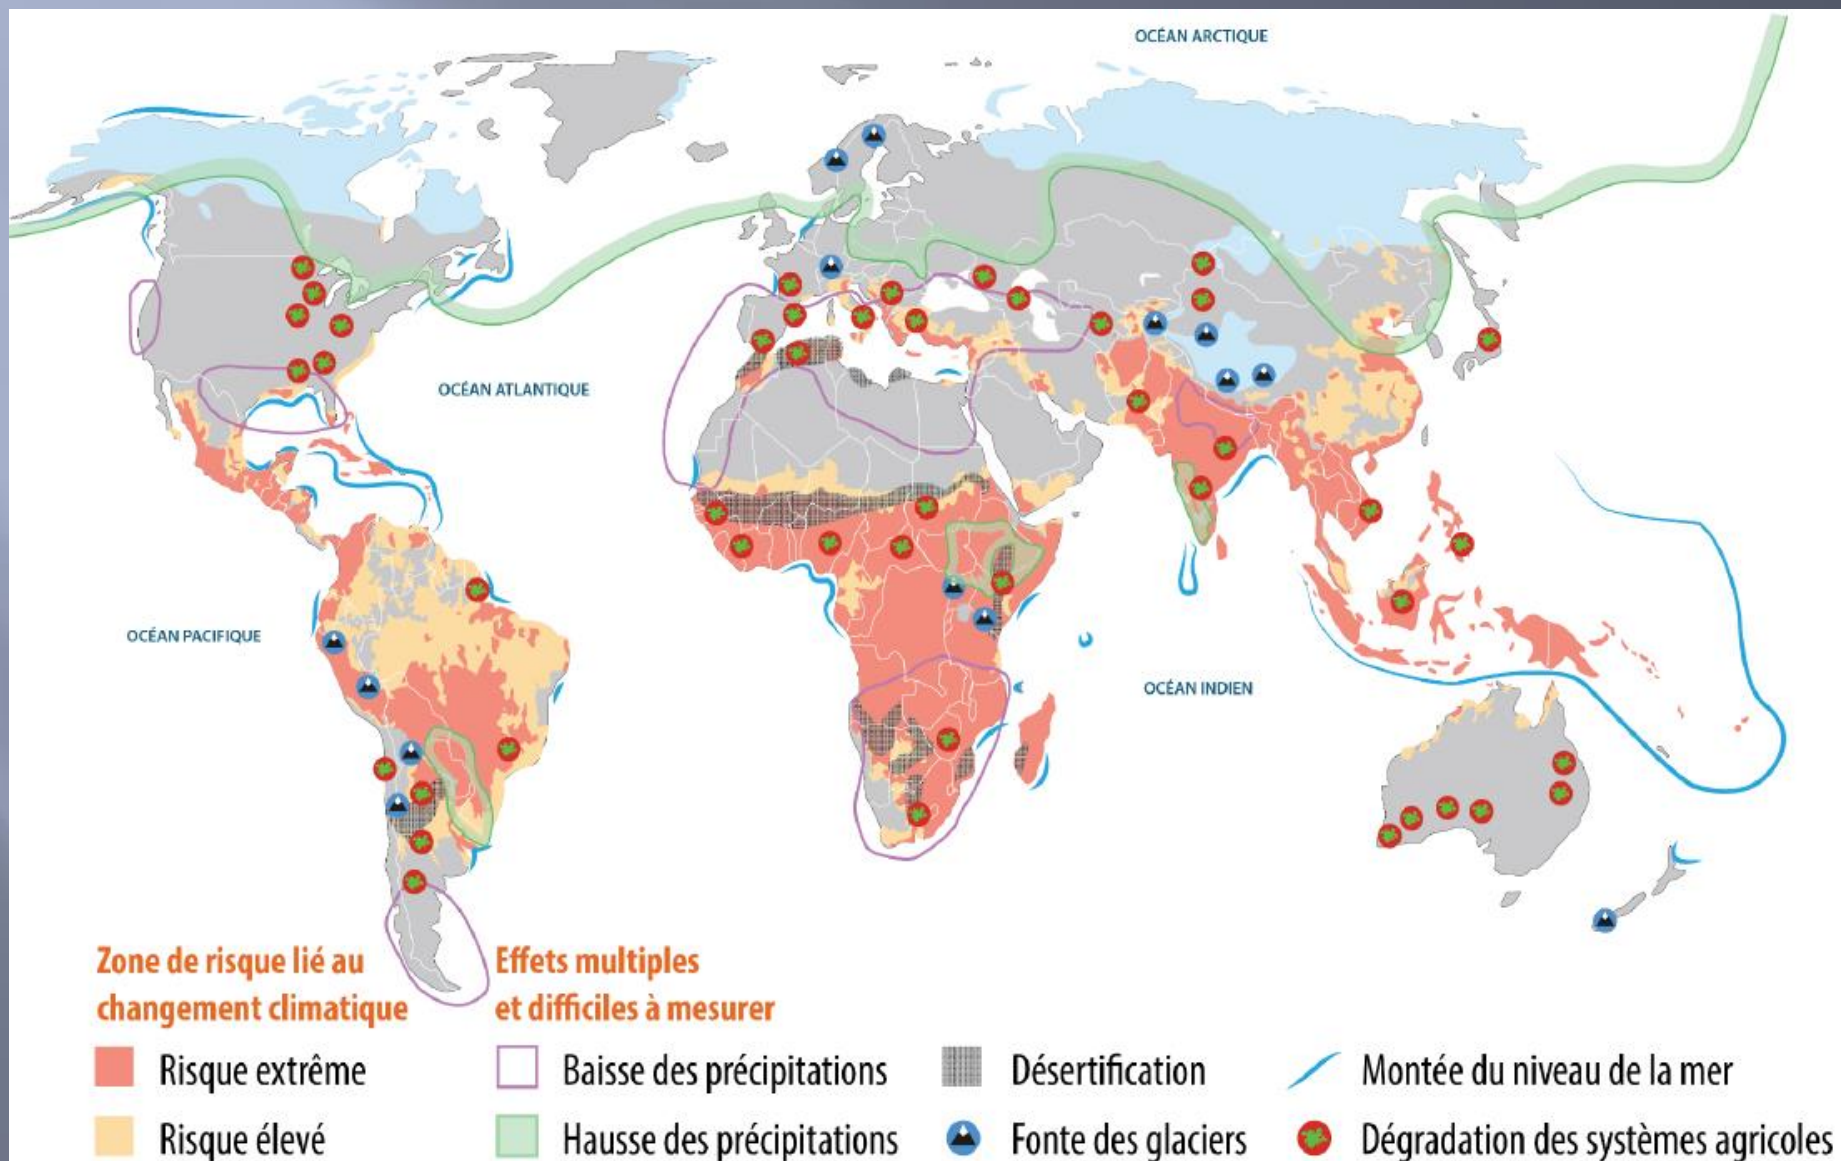 OCÉAN ARCTIQUE
OCÉAN ATLANTIQUE
OCÉAN PACIFIQUE
OCÉAN INDIEN
Zone de risque lié au
changement climatique
Risque extrême
Risque élevé
Effets multiples
et difficiles à mesurer
Baisse des précipitations
Hausse des précipitations
Désertification
Fonte des glaciers
Montée du niveau de la mer
Dégradation des systèmes agricoles